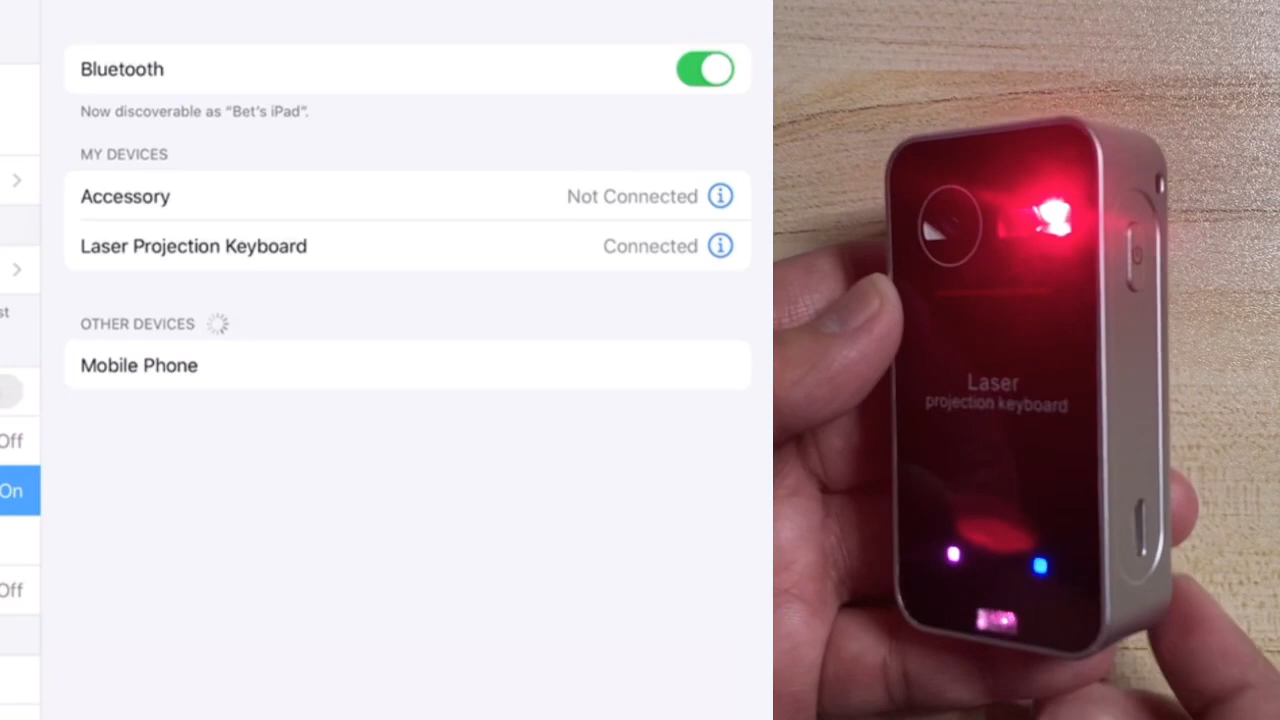 Bluetooth
Now discoverable as “Bet’s iPad”.
MY DEVICES
Accessory Not Connected
Laser Projection Keyboard Connected
OTHER DEVICES
Mobile Phone
st
Off
On
Off
Laser
projection keyboard